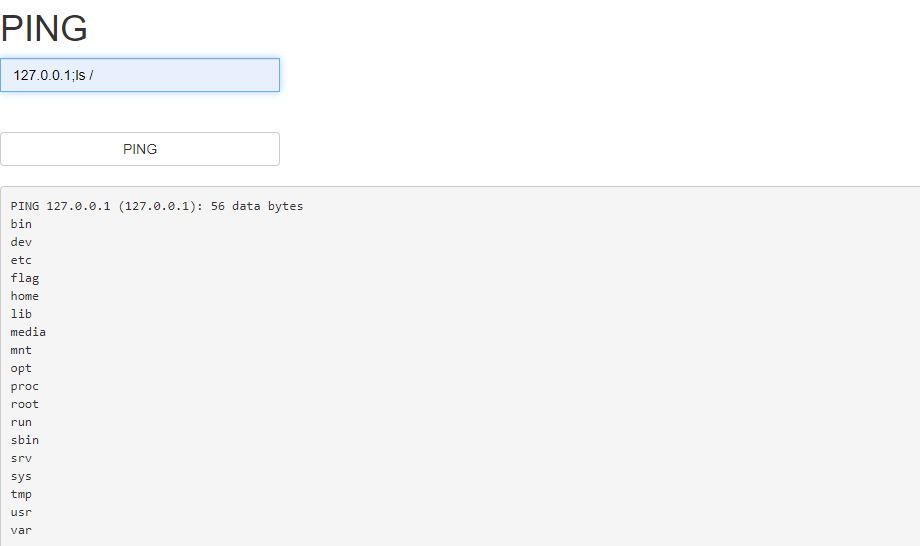 PING
127.0.0.1;ls /
PING
PING 127.0.0.1 (127.0.0.1): 56 data bytes
bin
dev
etc
flag
home
lib
media
mnt
opt
proc
root
run
sbin
srv
sys
tmp
usr
var